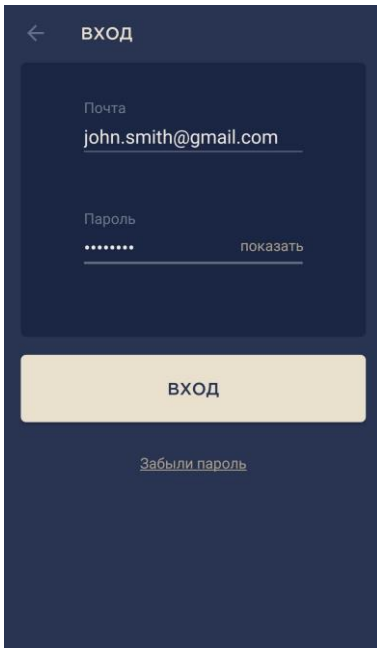 ВХОД
Почта
john.smith@gmail.com
Пароль
•••••••• показать
ВХОД
Забыли пароль